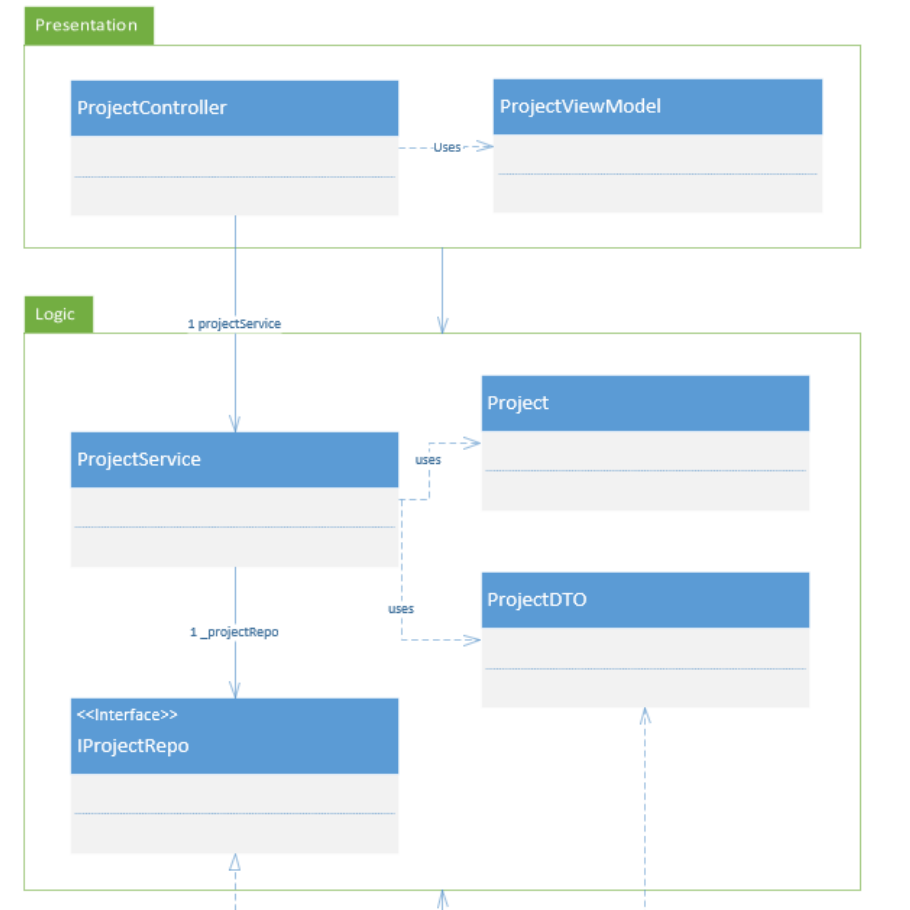 Presentation
ProjectController
ProjectViewModel
Uses
1 projectService
Logic
Project
ProjectService
uses
ProjectDTO
uses
1 _projectRepo
<<Interface>>
IProjectRepo